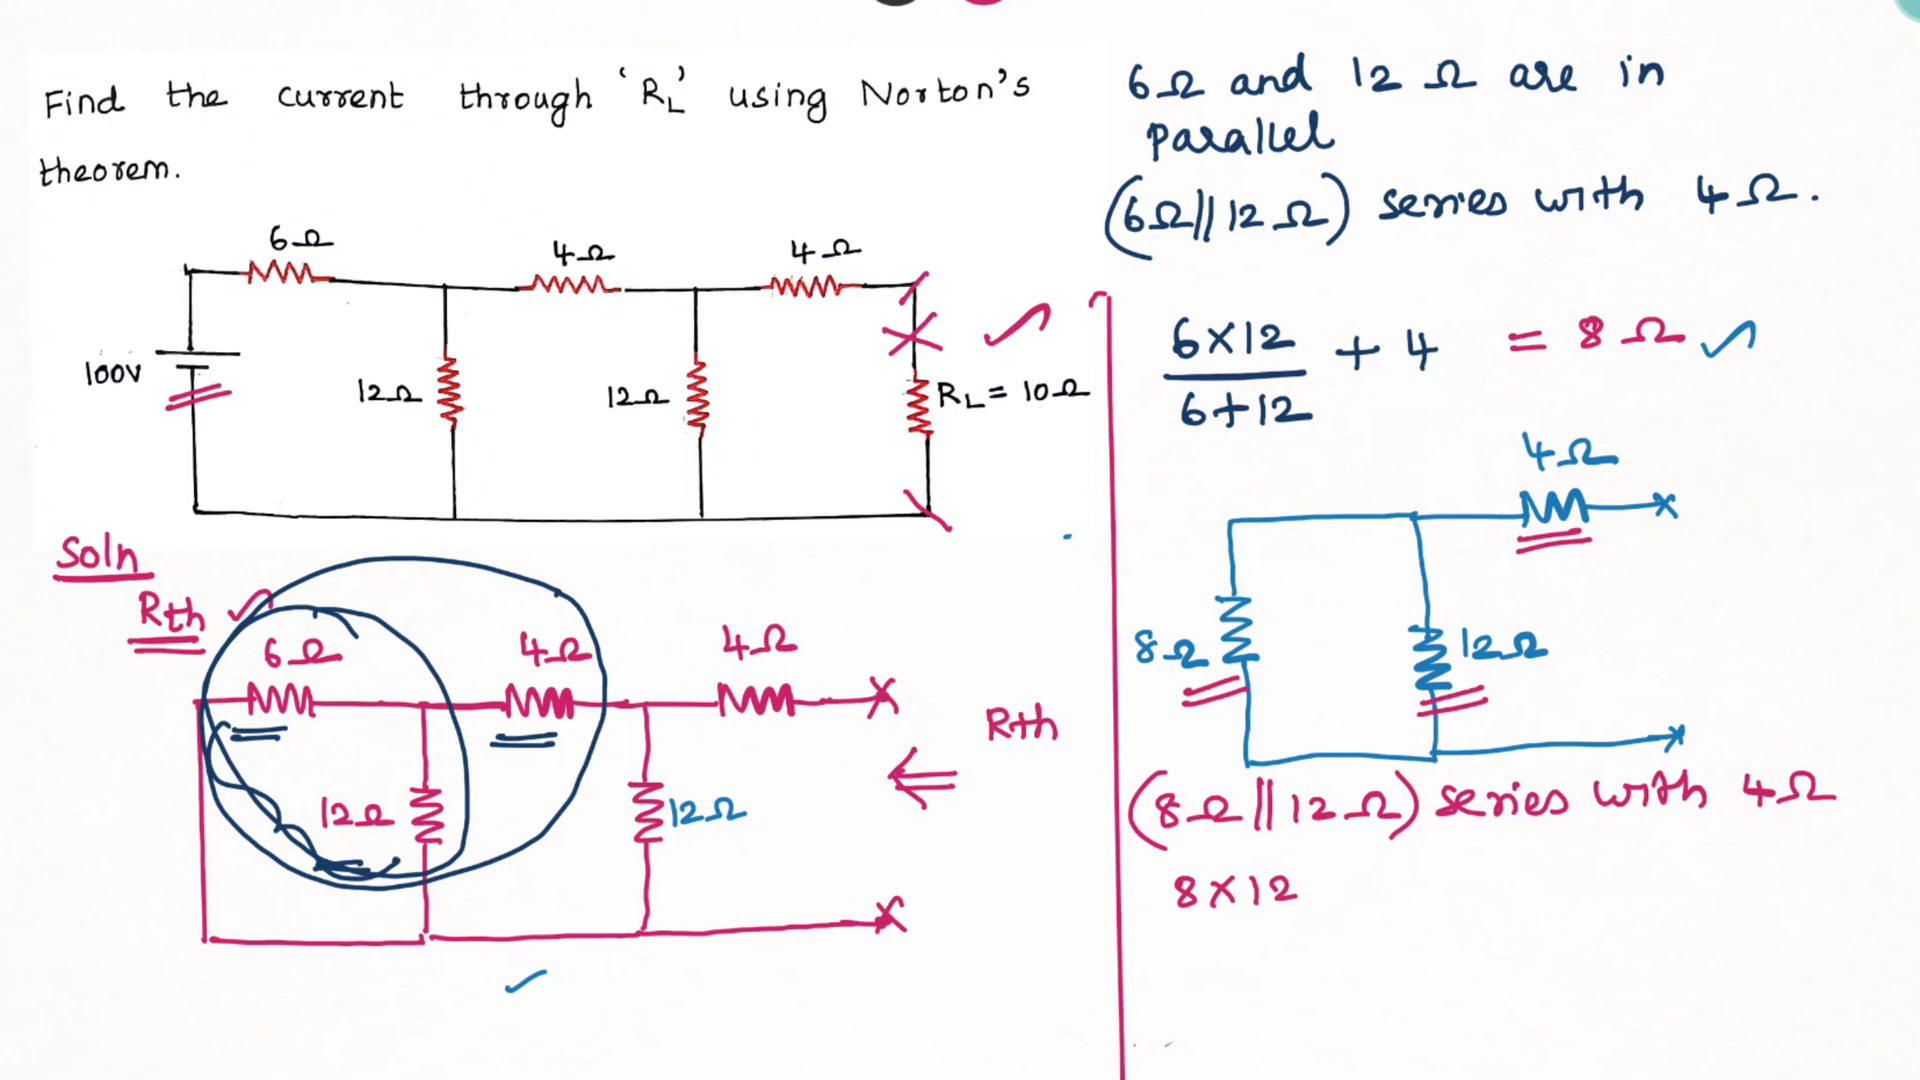 Find the current through 'RL' using Norton's
theorem.
6Ω
4Ω
4Ω
100V
12Ω
12Ω
RL = 10Ω
Soln
Rth
6Ω
4Ω
4Ω
12Ω
12Ω
Rth
6Ω and 12 Ω are in
parallel
(6Ω||12Ω) series with 4Ω.
6×12
6+12
+ 4 = 8Ω
4Ω
8Ω
12Ω
(8Ω||12Ω) series with 4Ω
8×12